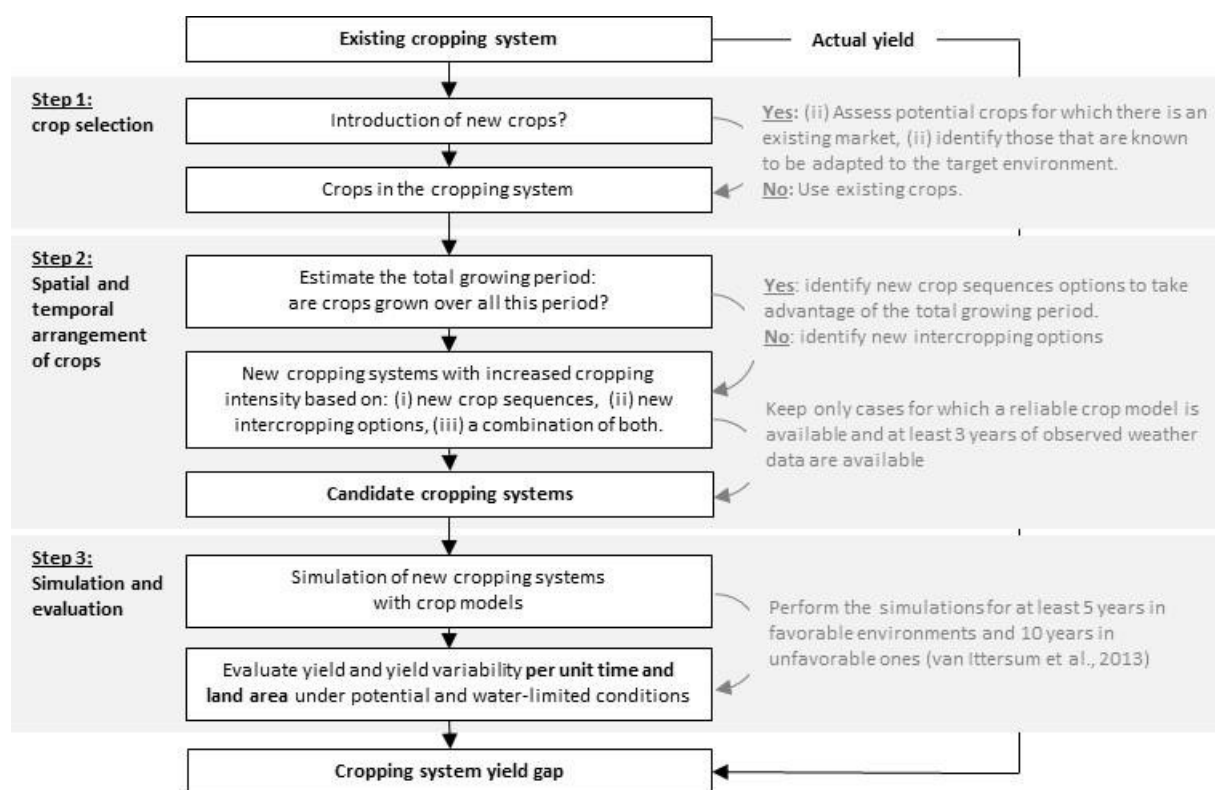 Existing cropping system
Actual yield
Step 1:
crop selection
Introduction of new crops?
Yes: (ii) Assess potential crops for which there is an
existing market, (ii) identify those that are known
to be adapted to the target environment.
No: Use existing crops.
Crops in the cropping system
Step 2:
Spatial and
temporal
arrangement
of crops
Estimate the total growing period:
are crops grown over all this period?
Yes: identify new crop sequences options to take
advantage of the total growing period.
No: identify new intercropping options
New cropping systems with increased cropping
intensity based on: (i) new crop sequences, (ii) new
intercropping options, (iii) a combination of both.
Keep only cases for which a reliable crop model is
available and at least 3 years of observed weather
data are available
Candidate cropping systems
Step 3:
Simulation and
evaluation
Simulation of new cropping systems
with crop models
Perform the simulations for at least 5 years in
favorable environments and 10 years in
unfavorable ones (van Ittersum et al., 2013)
Evaluate yield and yield variability per unit time and
land area under potential and water-limited conditions
Cropping system yield gap